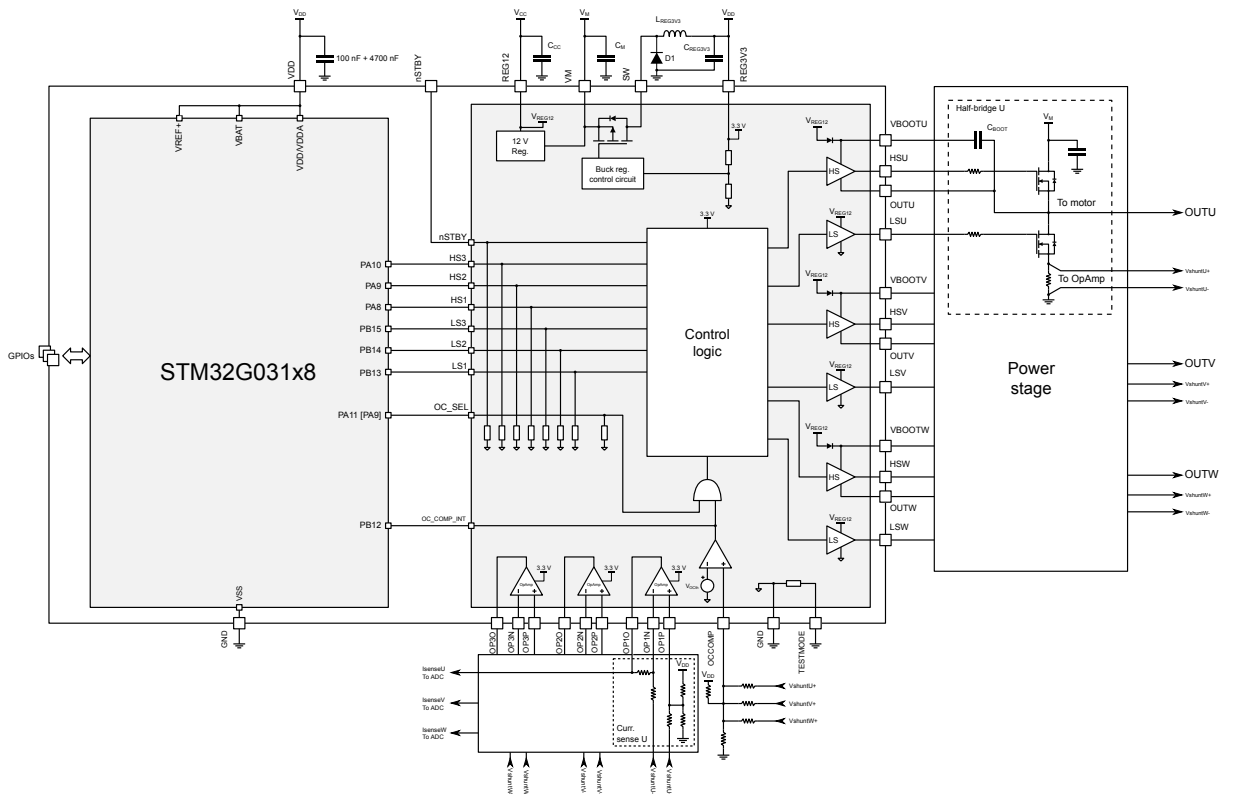 VDD
100 nF + 4700 nF
VCC
CCC
VM
CM
LREG3V3
D1
CREG3V3
VDD
VDD
nSTBY
REG12
VM
SW
REG3V3
VREF+
VBAT
VDD/VDDA
VREG12
12 V
Reg.
Buck reg.
control circuit
3.3 V
3.3 V
nSTBY
PA10
HS3
PA9
HS2
PA8
HS1
PB15
LS3
PB14
LS2
PB13
LS1
PA11 [PA9]
OC_SEL
PB12
OC_COMP_INT
GPIOs
STM32G031x8
VSS
GND
Control
logic
VREG12
HS
VREG12
LS
VREG12
HS
VREG12
LS
VREG12
HS
VREG12
LS
VBOOTU
HSU
OUTU
LSU
VBOOTV
HSV
OUTV
LSV
VBOOTW
HSW
OUTW
LSW
Half-bridge U
CBOOT
VM
To motor
To OpAmp
Power
stage
OUTU
VshuntU+
VshuntU-
OUTV
VshuntV+
VshuntV-
OUTW
VshuntW+
VshuntW-
OpAmp
3.3 V
OpAmp
3.3 V
OpAmp
3.3 V
OP3O
OP3N
OP3P
OP2O
OP2N
OP2P
OP1O
OP1N
OP1P
OCCOMP
GND
TESTMODE
IsenseU
To ADC
IsenseV
To ADC
IsenseW
To ADC
VDD
Curr.
sense U
VDD
VshuntU+
VshuntV+
VshuntW+